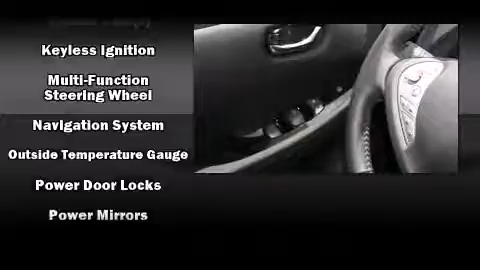 Keyless Ignition
Multi-Function
Steering Wheel
Navigation System
Outside Temperature Gauge
Power Door Locks
Power Mirrors